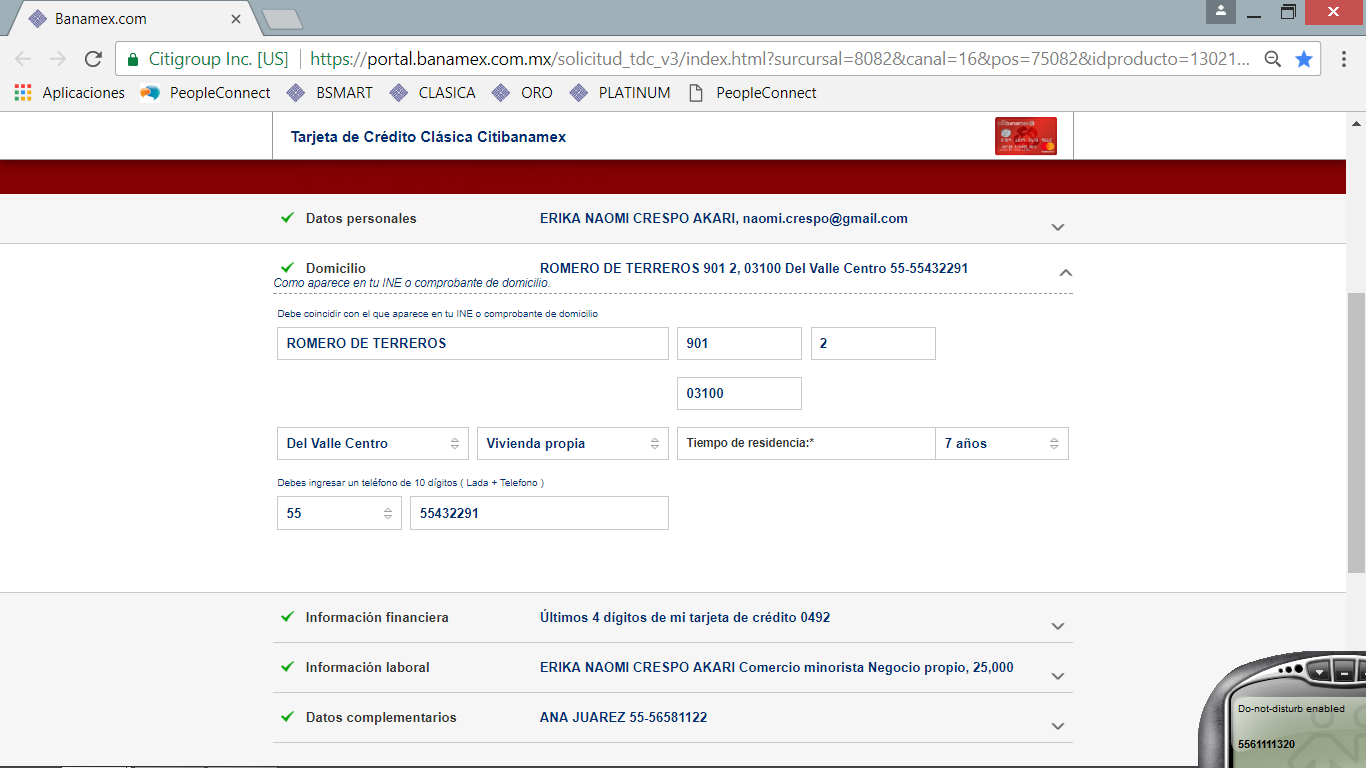 Banamex.com
Citigroup Inc. [US] https://portal.banamex.com.mx/solicitud_tdc_v3/index.html?surcursal=8082&canal=16&pos=75082&idproducto=13021...
Aplicaciones PeopleConnect BSMART CLASICA ORO PLATINUM PeopleConnect
Tarjeta de Crédito Clásica Citibanamex
Datos personales ERIKA NAOMI CRESPO AKARI, naomi.crespo@gmail.com
Domicilio ROMERO DE TERREROS 901 2, 03100 Del Valle Centro 55-55432291
Como aparece en tu INE o comprobante de domicilio.
Debe coincidir con el que aparece en tu INE o comprobante de domicilio
ROMERO DE TERREROS 901 2
03100
Del Valle Centro Vivienda propia Tiempo de residencia:* 7 años
Debes ingresar un teléfono de 10 dígitos ( Lada + Telefono )
55 55432291
Información financiera Últimos 4 dígitos de mi tarjeta de crédito 0492
Información laboral ERIKA NAOMI CRESPO AKARI Comercio minorista Negocio propio, 25,000
Datos complementarios ANA JUAREZ 55-56581122
Do-not-disturb enabled
5561111320